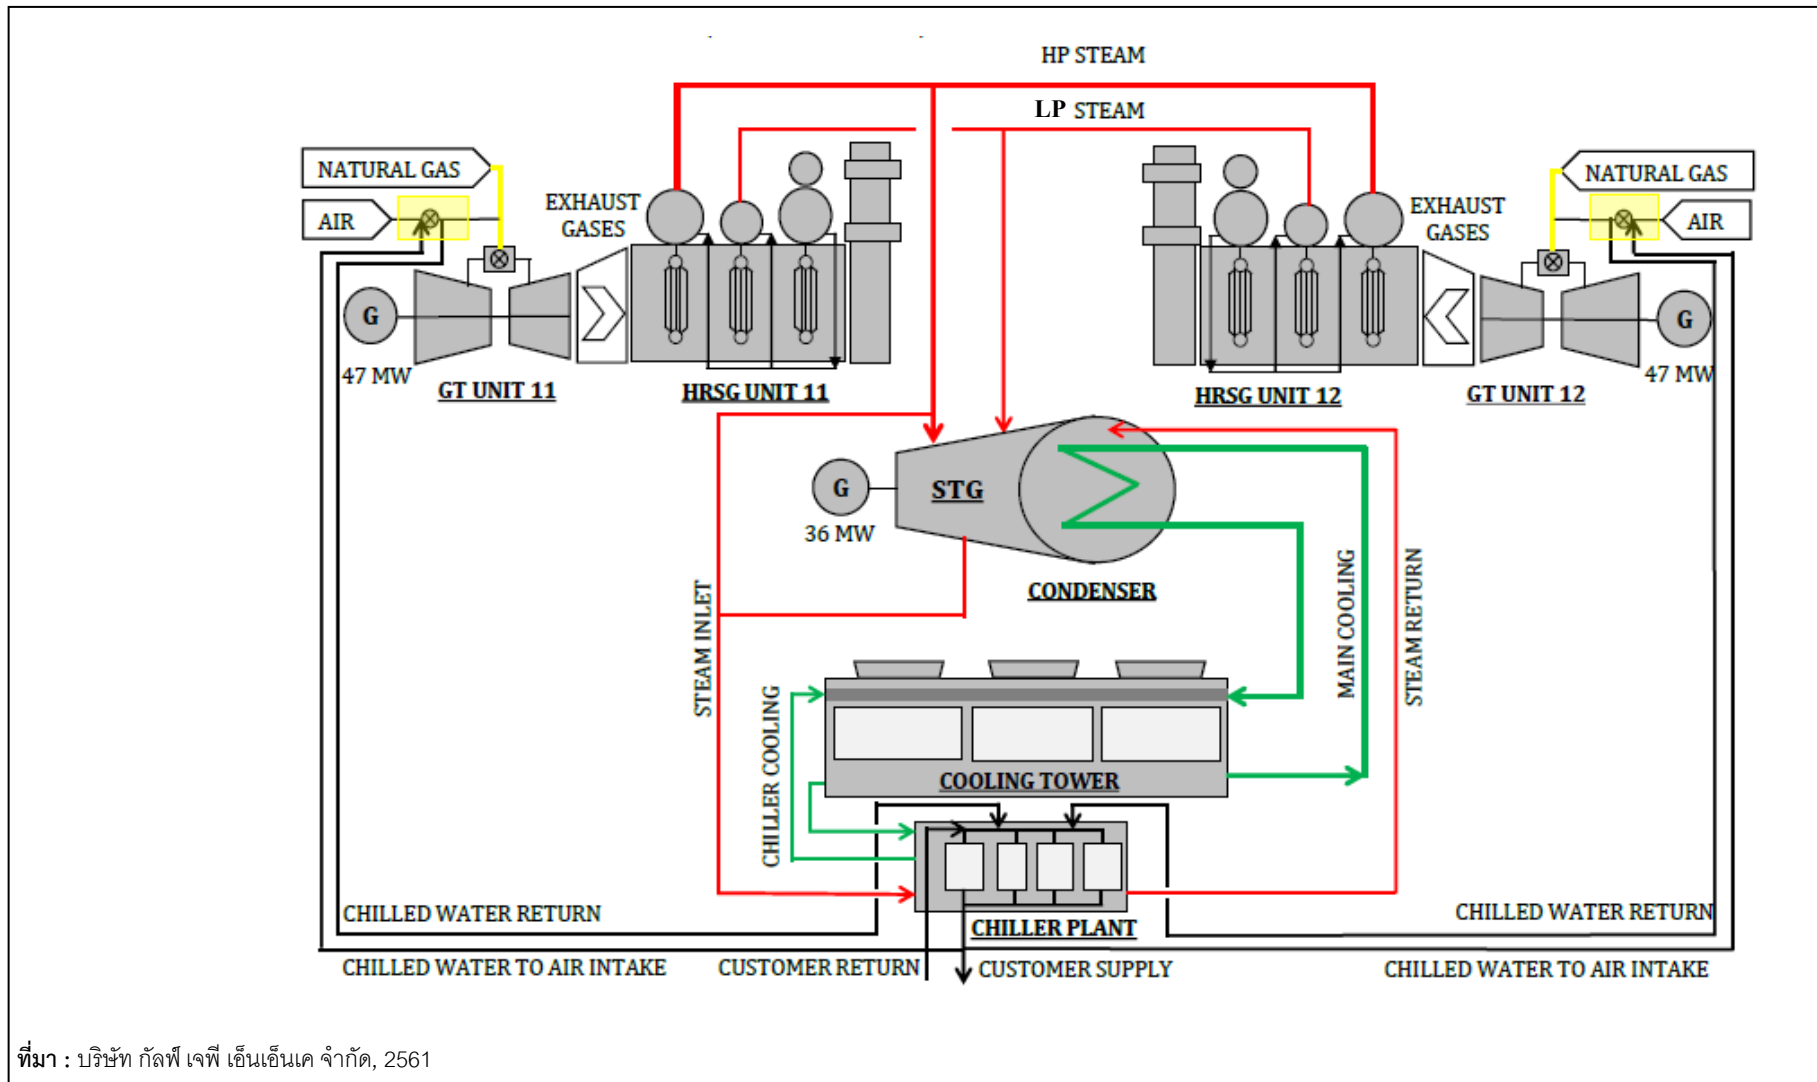 HP STEAM
LP STEAM
NATURAL GAS
AIR
EXHAUST
GASES
G
47 MW
GT UNIT 11
HRSG UNIT 11
NATURAL GAS
AIR
EXHAUST
GASES
G
47 MW
HRSG UNIT 12
GT UNIT 12
G
36 MW
STG
CONDENSER
STEAM INLET
CHILLER COOLING
MAIN COOLING
STEAM RETURN
COOLING TOWER
CHILLER PLANT
CHILLED WATER RETURN
CHILLED WATER RETURN
CHILLED WATER TO AIR INTAKE
CUSTOMER RETURN
CUSTOMER SUPPLY
CHILLED WATER TO AIR INTAKE
ที่มา : บริษัท กัลฟ์ เจพี เอ็นเอ็นเค จำกัด, 2561